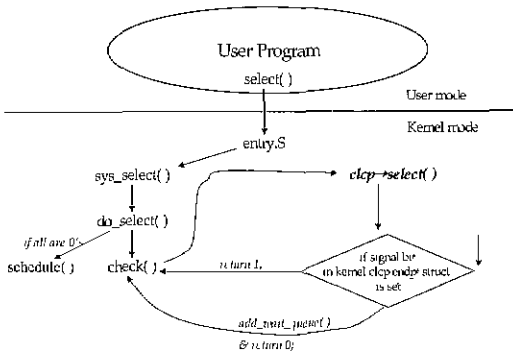 User Program
select( )
User mode
Kernel mode
entry.S
sys_select( )
clcp→select( )
do_select( )
if all are 0's
schedule( )
check( )
return 1,
if signal bit
in kernel clcp endpt struct
is set
add_wait_queue( )
& return 0;